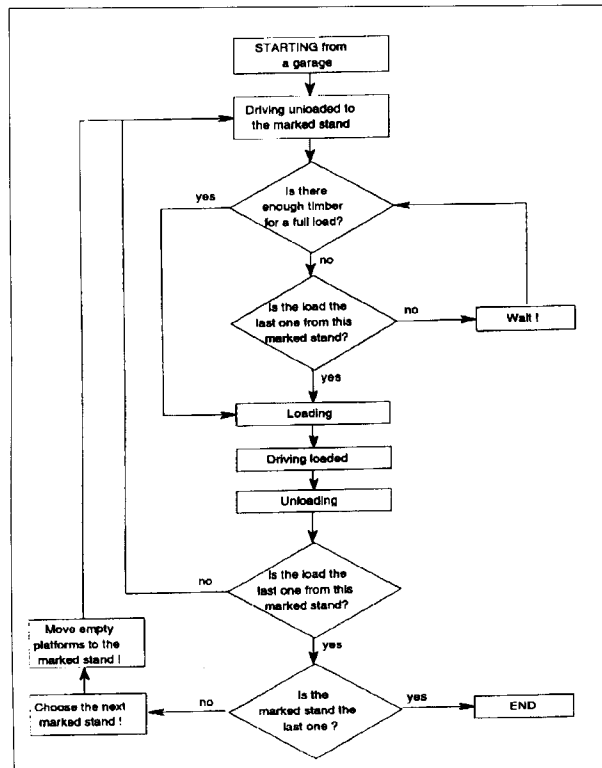 STARTING from
a garage
Driving unloaded to
the marked stand
Is there
enough timber
for a full load?
yes
no
Is the load the
last one from this
marked stand?
no
Wait !
yes
Loading
Driving loaded
Unloading
Is the load the
last one from this
marked stand?
no
yes
Move empty
platforms to the
marked stand !
Choose the next
marked stand !
no
Is the
marked stand the
last one ?
yes
END